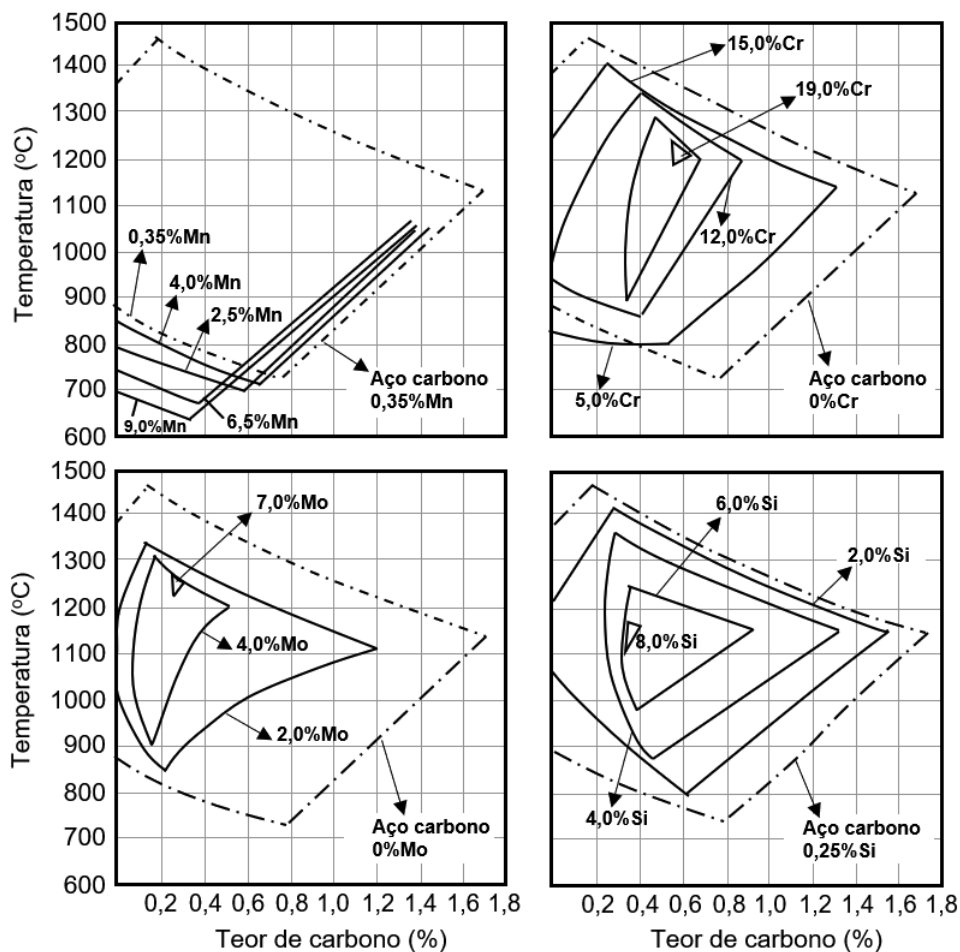 1500
1400
1300
1200
1100
1000
900
800
700
600
Temperatura (ºC)
0,35%Mn
4,0%Mn
2,5%Mn
9,0%Mn
6,5%Mn
Aço carbono
0,35%Mn
15,0%Cr
19,0%Cr
12,0%Cr
5,0%Cr
Aço carbono
0%Cr
1500
1400
1300
1200
1100
1000
900
800
700
600
Temperatura (ºC)
7,0%Mo
4,0%Mo
2,0%Mo
Aço carbono
0%Mo
0,2 0,4 0,6 0,8 1,0 1,2 1,4 1,6 1,8
Teor de carbono (%)
6,0%Si
2,0%Si
8,0%Si
4,0%Si
Aço carbono
0,25%Si
0,2 0,4 0,6 0,8 1,0 1,2 1,4 1,6 1,8
Teor de carbono (%)